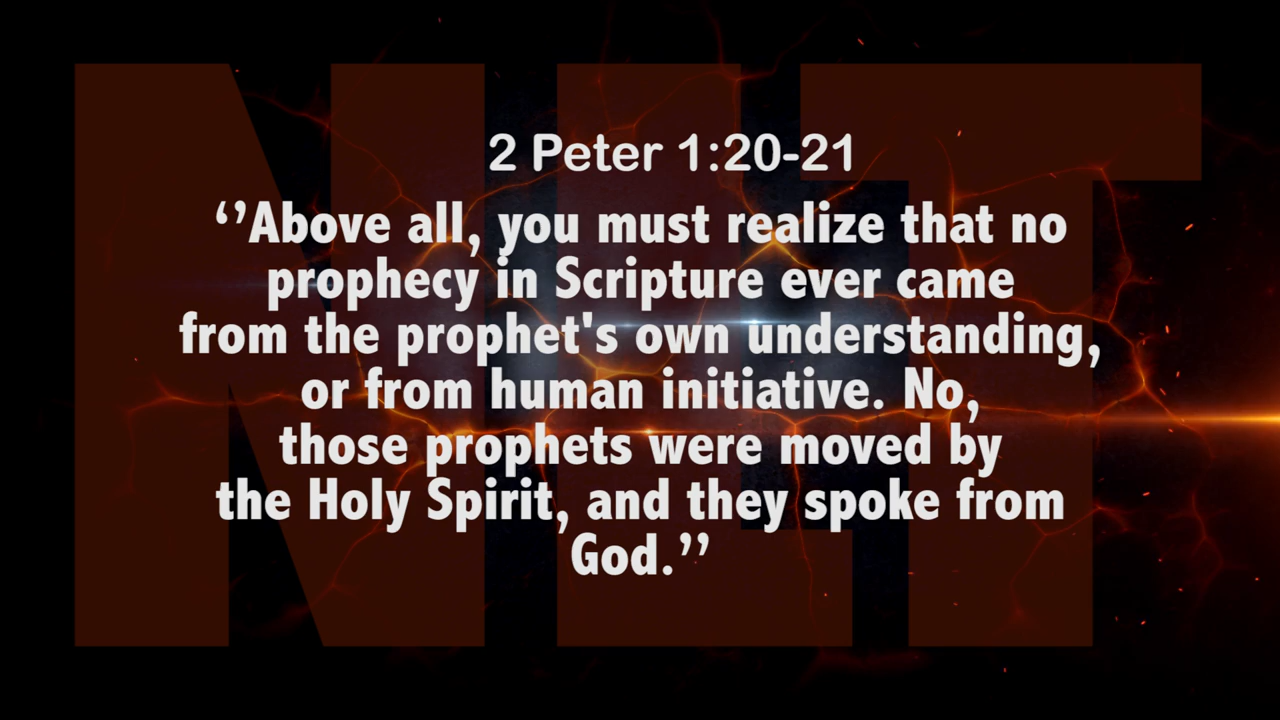 NLT
2 Peter 1:20-21
‘’Above all, you must realize that no
prophecy in Scripture ever came
from the prophet's own understanding,
or from human initiative. No,
those prophets were moved by
the Holy Spirit, and they spoke from
God.’’